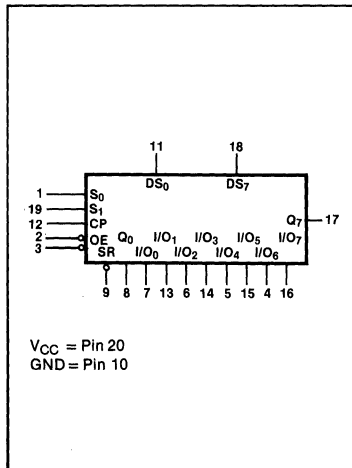 11 18
DS₀ DS₇
1 S₀
19 S₁
12 CP
Q₇ 17
2 OE Q₀ I/O₁ I/O₃ I/O₅ I/O₇
3 SR I/O₀ I/O₂ I/O₄ I/O₆
9 8 7 13 6 14 5 15 4 16
V_CC = Pin 20
GND = Pin 10